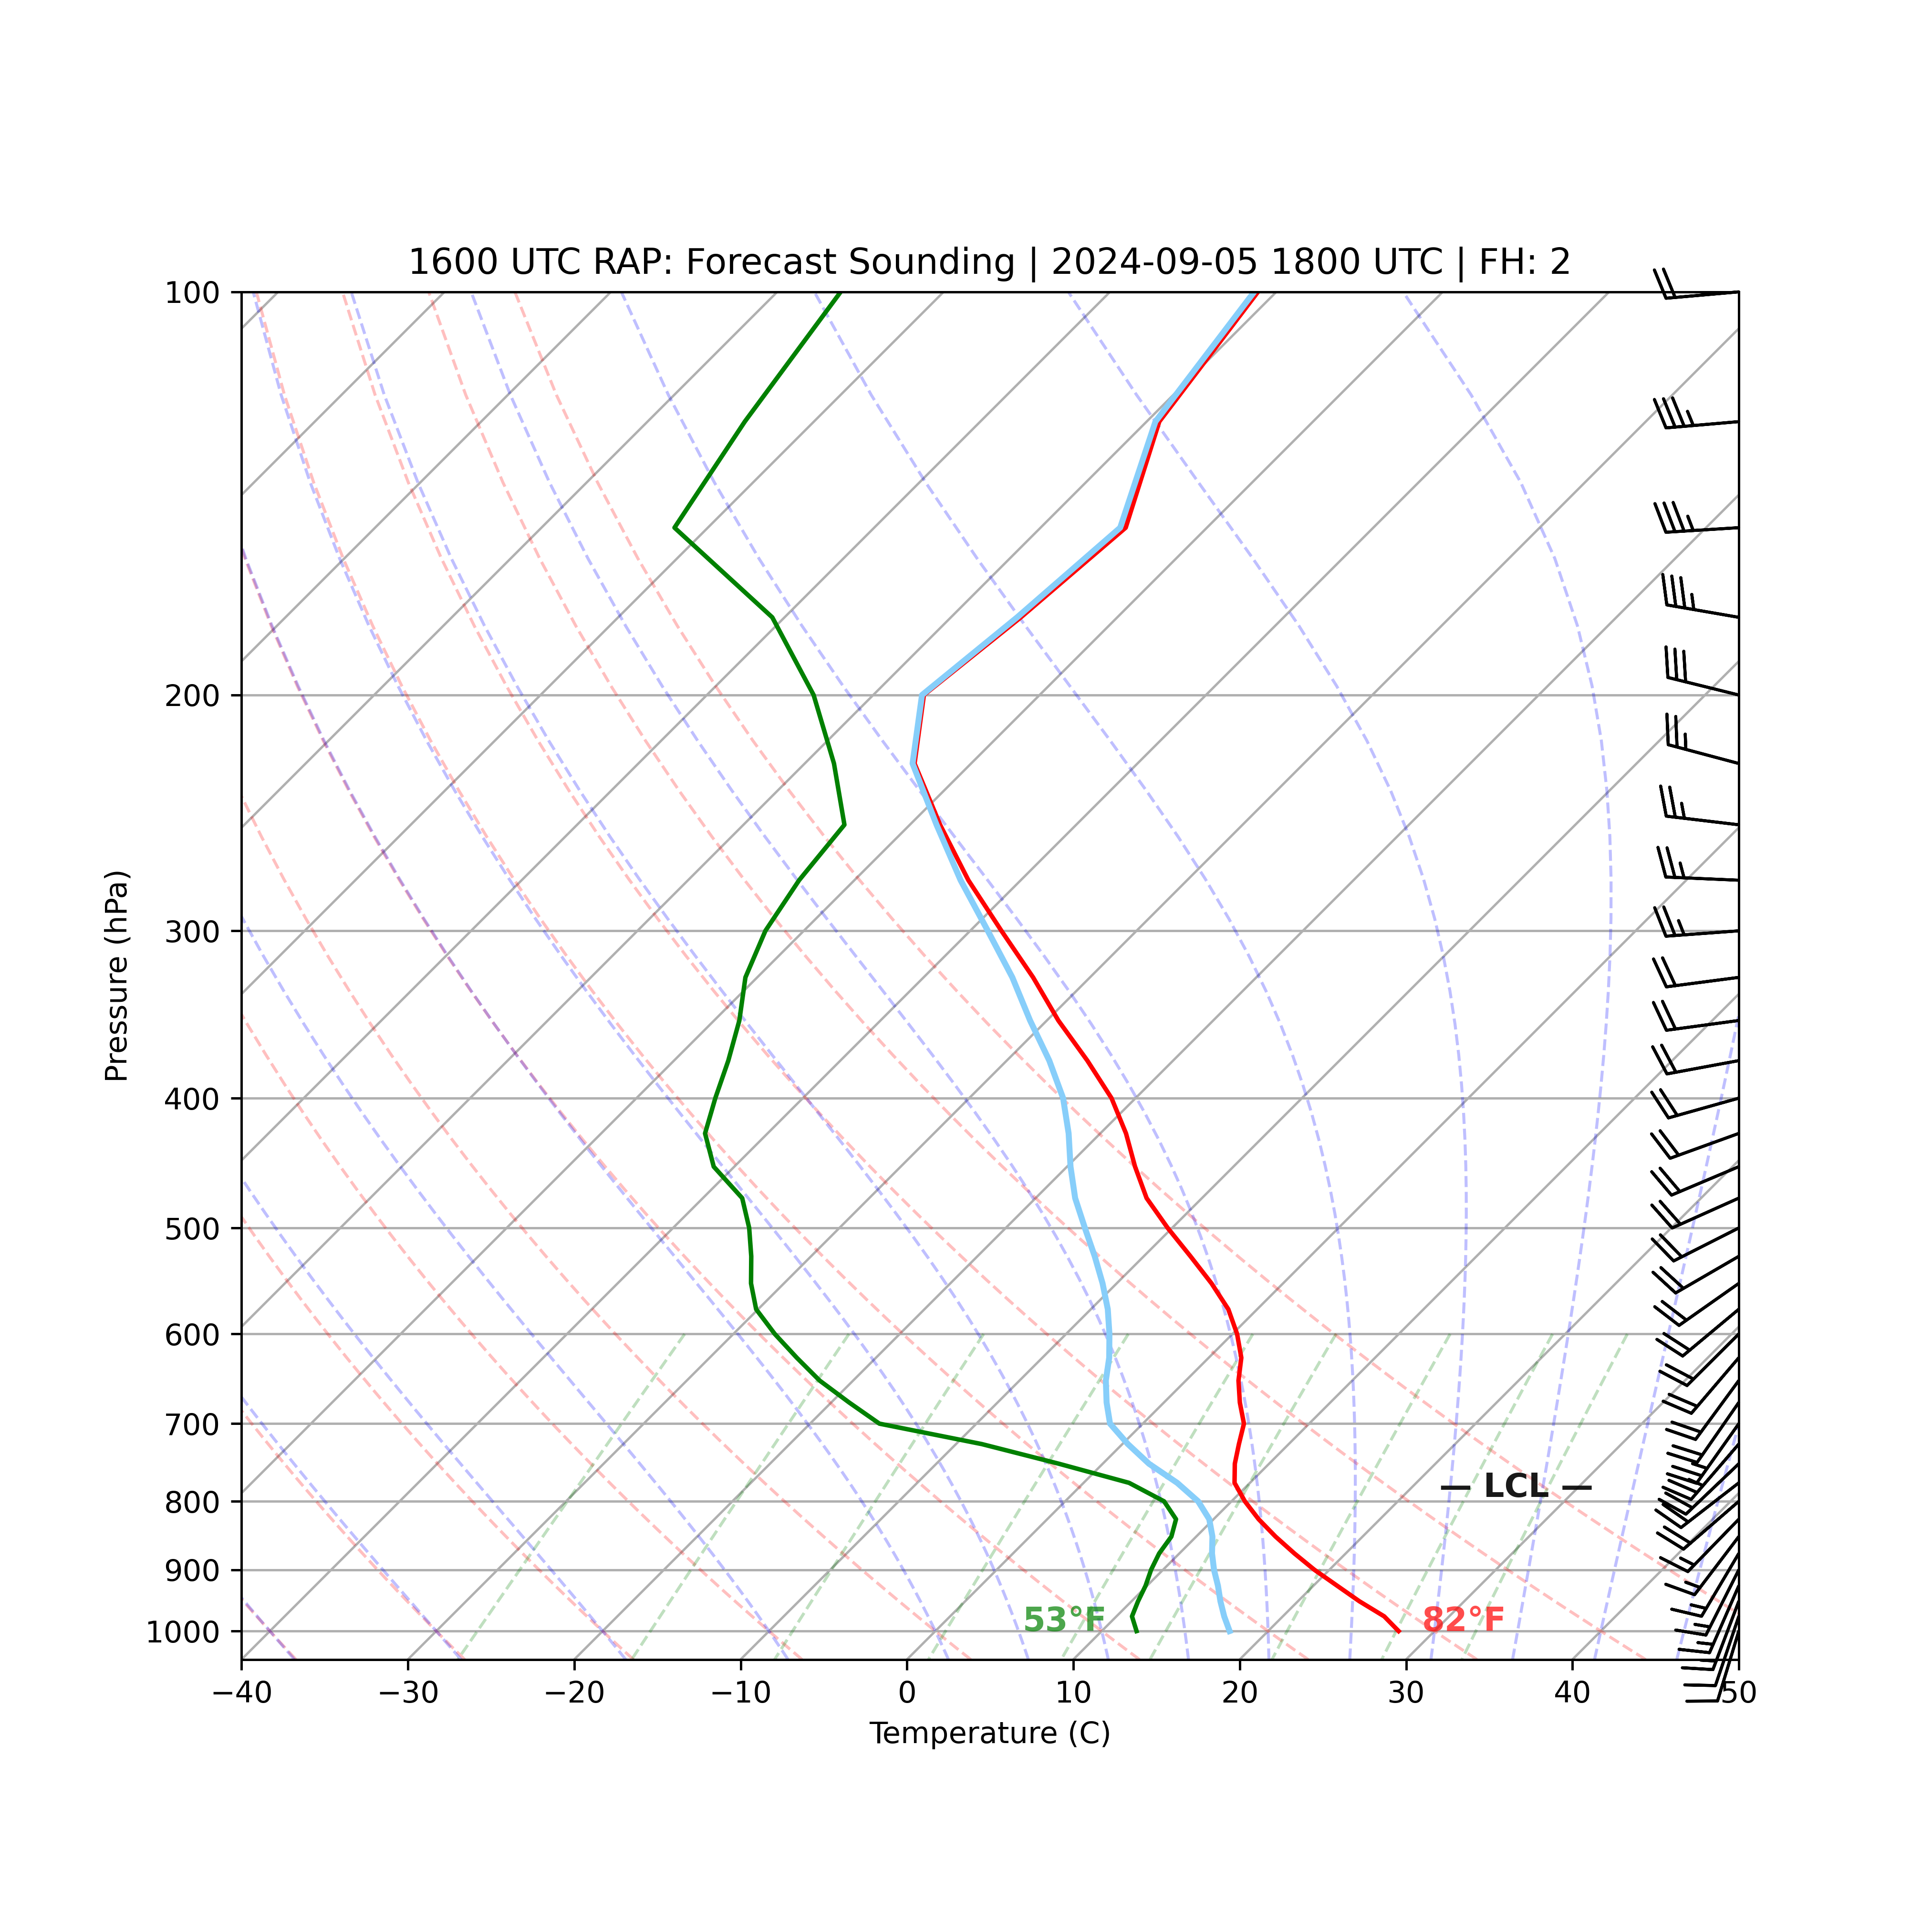 1600 UTC RAP: Forecast Sounding | 2024-09-05 1800 UTC | FH: 2
100
200
300
400
500
600
700
800
900
1000
Pressure (hPa)
— LCL —
53°F
82°F
−40 −30 −20 −10 0 10 20 30 40 50
Temperature (C)